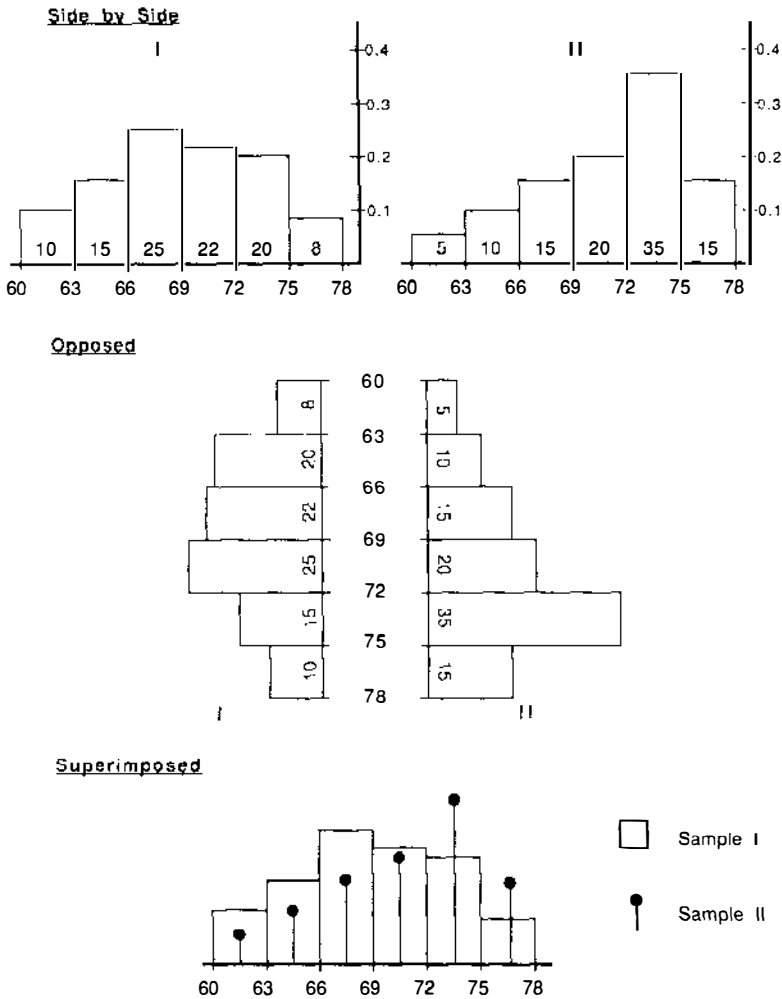 Side by Side
I II
0.4 0.4
0.3 0.3
0.2 0.2
0.1 0.1
10 15 25 22 20 8 5 10 15 20 35 15
60 63 66 69 72 75 78 60 63 66 69 72 75 78
Opposed
60
8 5
63
20 10
66
22 15
69
25 20
72
15 35
75
10 15
78
I II
Superimposed
Sample I
Sample II
60 63 66 69 72 75 78